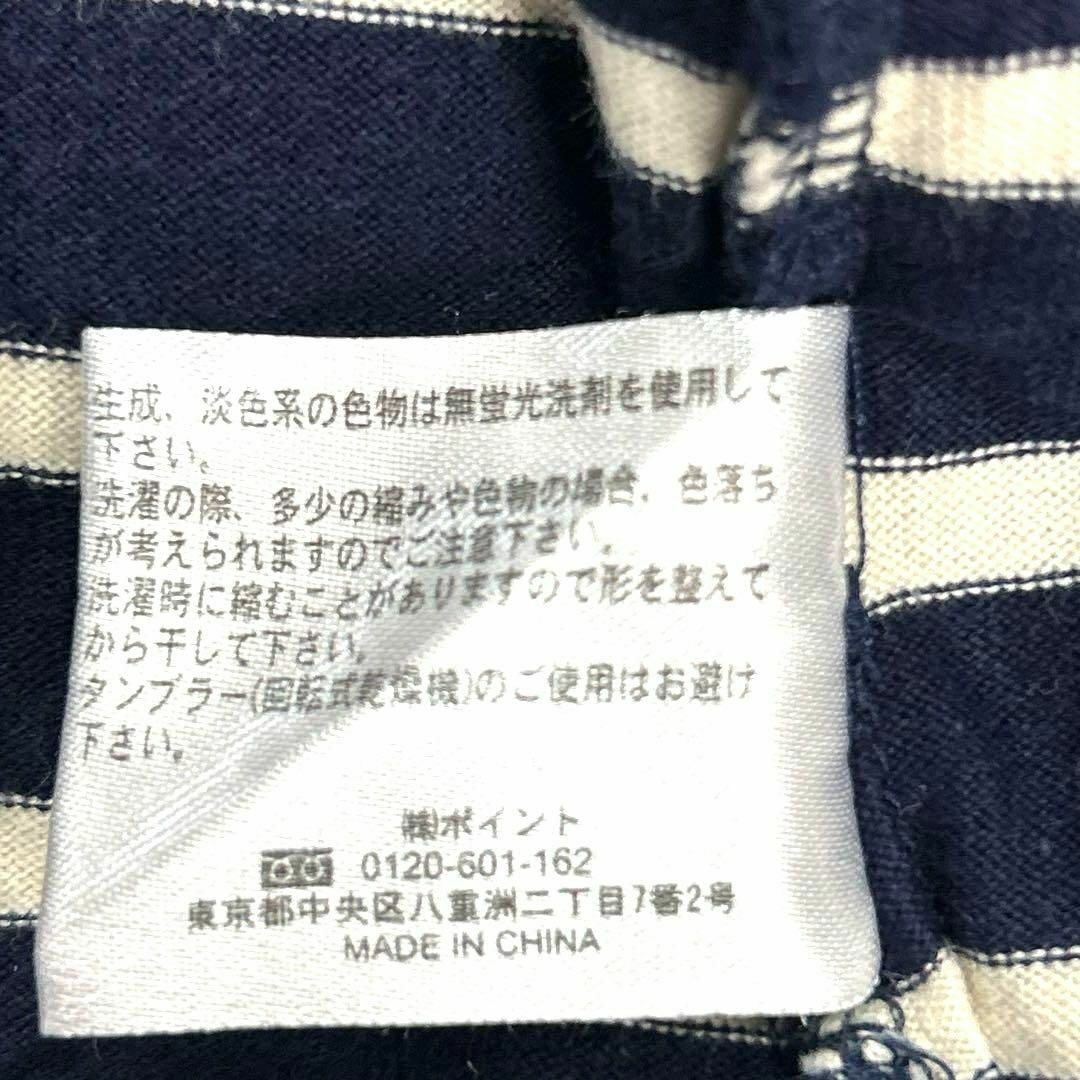 生成、淡色系の色物は無蛍光洗剤を使用して
下さい。
洗濯の際、多少の縮みや色物の場合、色落ち
が考えられますのでご注意下さい。
洗濯時に縮むことがありますので形を整えて
から干して下さい。
タンブラー(回転式乾燥機)のご使用はお避け
下さい。
㈱ポイント
0120-601-162
東京都中央区八重洲二丁目7番2号
MADE IN CHINA